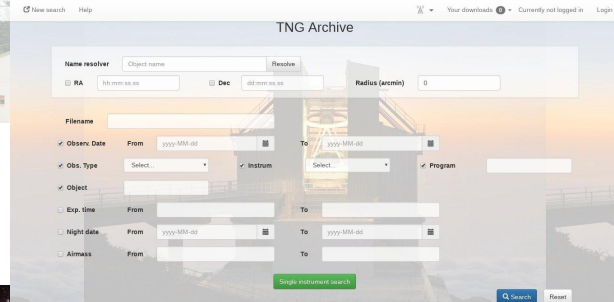 New search Help Your downloads 0 Currently not logged in Login
TNG Archive
Name resolver Object name Resolve
RA hh:mm:ss.ss Dec dd:mm:ss.ss Radius (arcmin) 0
Filename
Observ. Date From yyyy-MM-dd To yyyy-MM-dd
Obs. Type Select... Instrum Select... Program
Object
Exp. time From To
Night date From yyyy-MM-dd To yyyy-MM-dd
Airmass From To
Single instrument search
Search Reset